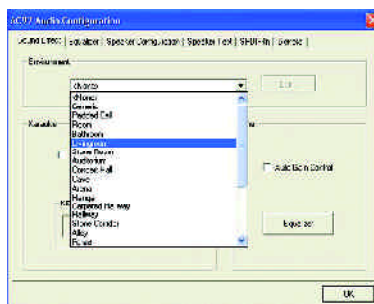 AC97 Audio Configuration
Sound Effect | Equalizer | Speaker Configuration | Speaker Test | SPDIF-In | General |
Environment
<None>
Edit
<None>
Generic
Padded Cell
Room
Bathroom
Livingroom
Stone Room
Auditorium
Concert Hall
Cave
Arena
Hangar
Carpeted Hallway
Hallway
Stone Corridor
Alley
Forest
Karaoke
Auto Gain Control
Equalizer
OK